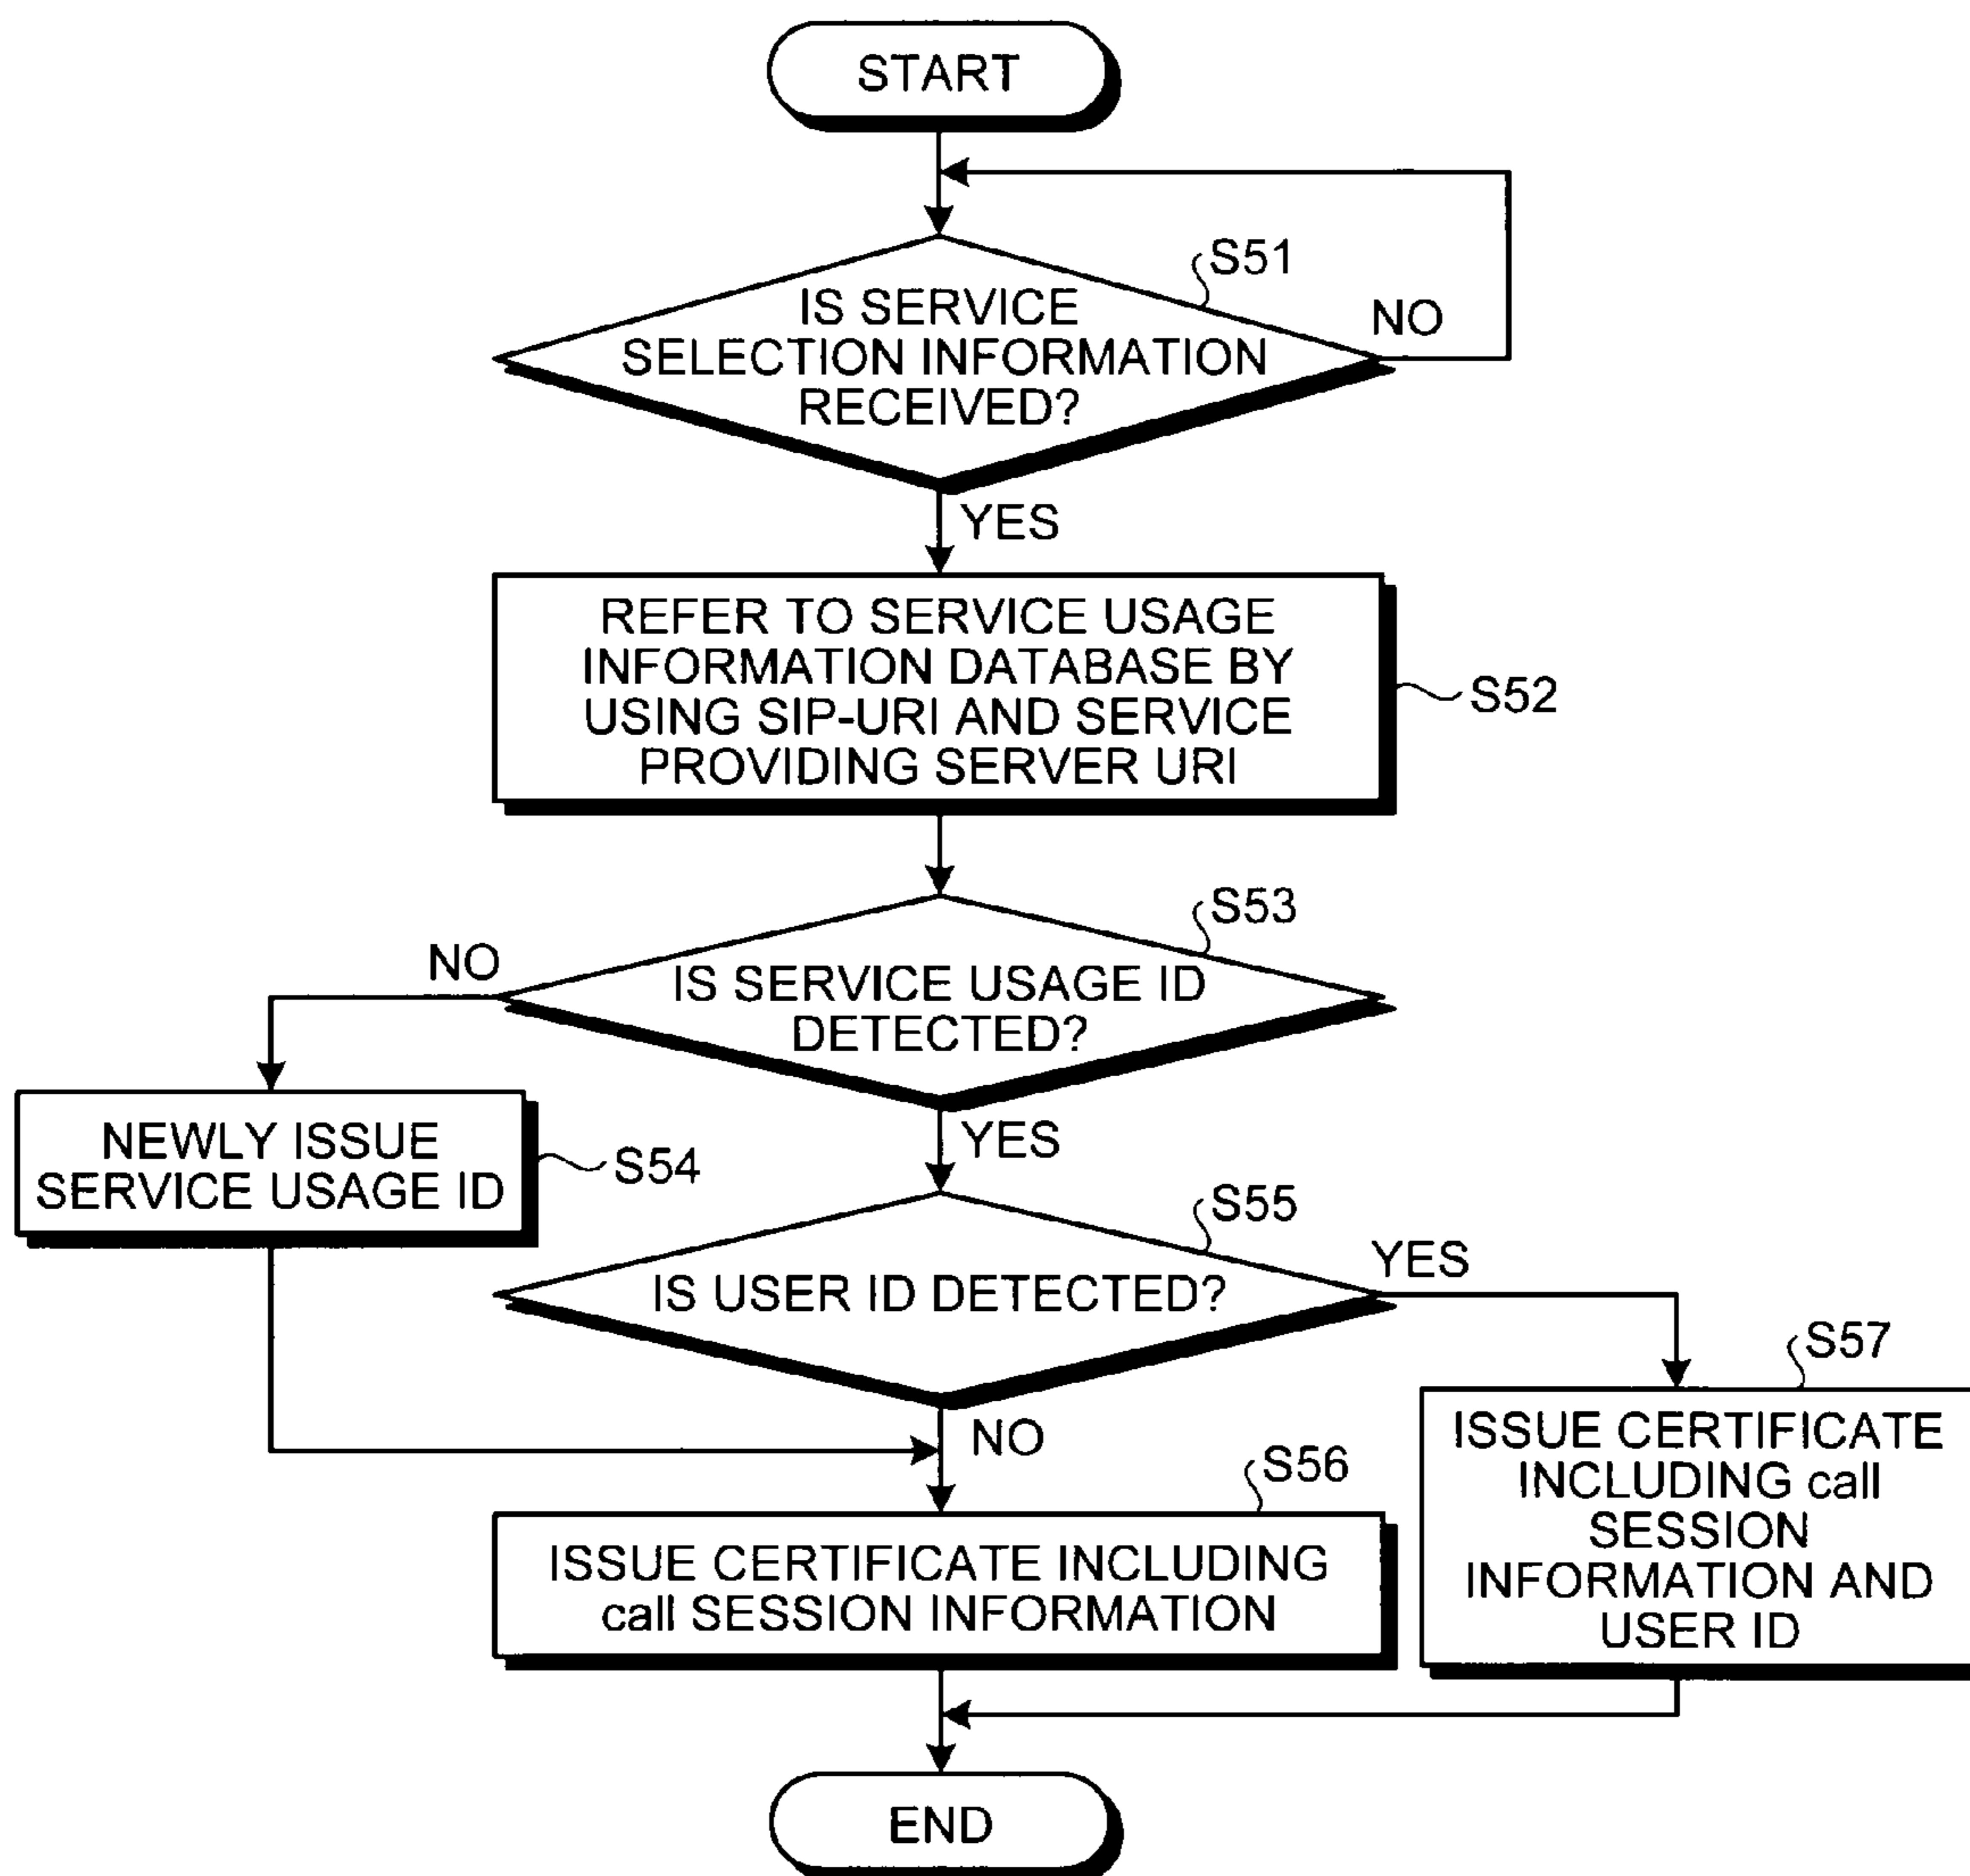 START
S51
IS SERVICE
SELECTION INFORMATION
RECEIVED?
NO
YES
REFER TO SERVICE USAGE
INFORMATION DATABASE BY
USING SIP-URI AND SERVICE
PROVIDING SERVER URI
S52
S53
NO
IS SERVICE USAGE ID
DETECTED?
YES
NEWLY ISSUE
SERVICE USAGE ID
S54
S55
IS USER ID DETECTED?
YES
NO
S57
ISSUE CERTIFICATE
INCLUDING call
SESSION
INFORMATION AND
USER ID
S56
ISSUE CERTIFICATE INCLUDING
call SESSION INFORMATION
END